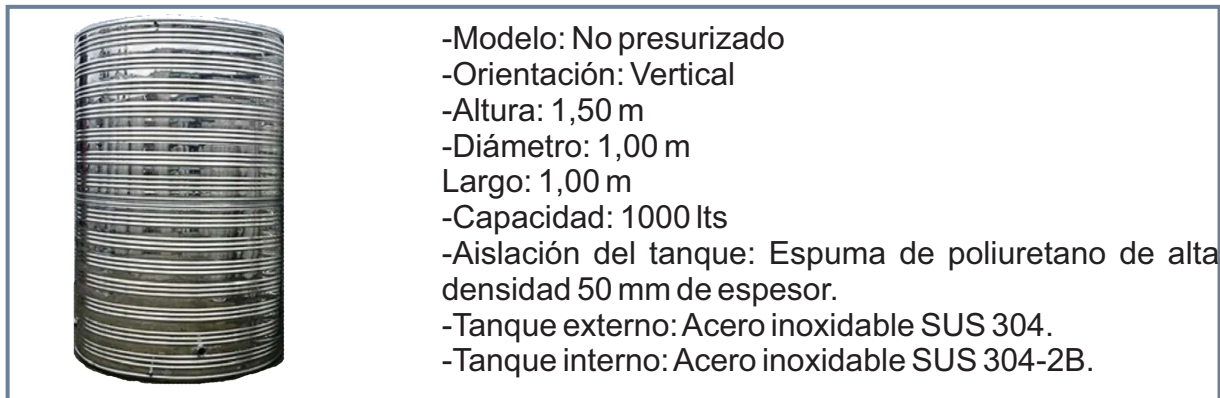 -Modelo: No presurizado
-Orientación: Vertical
-Altura: 1,50 m
-Diámetro: 1,00 m
Largo: 1,00 m
-Capacidad: 1000 lts
-Aislación del tanque: Espuma de poliuretano de alta
densidad 50 mm de espesor.
-Tanque externo: Acero inoxidable SUS 304.
-Tanque interno: Acero inoxidable SUS 304-2B.